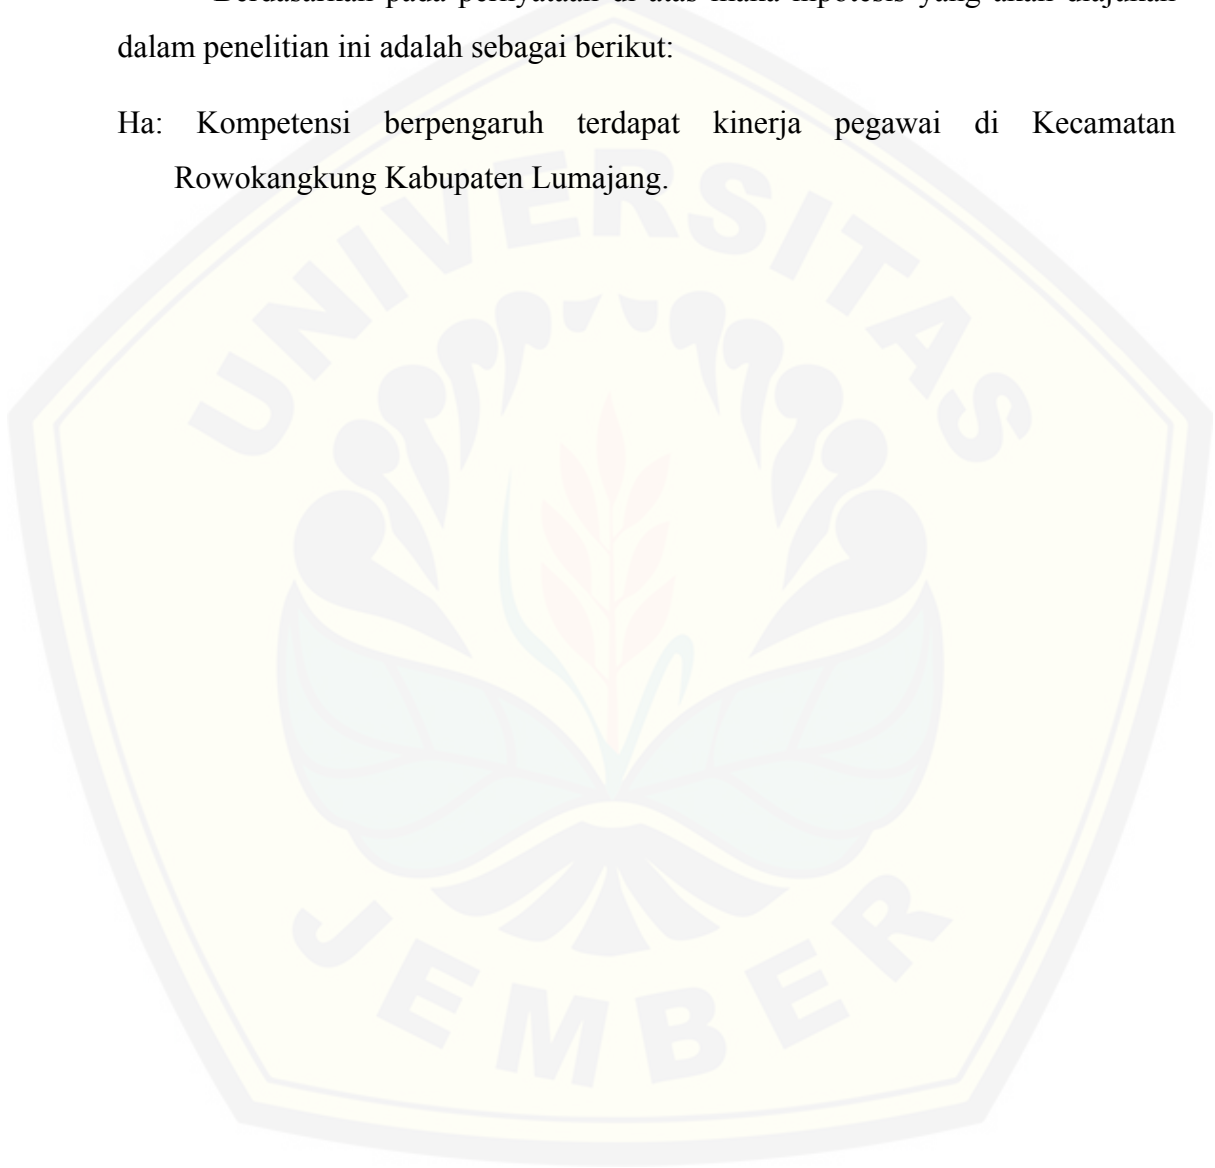 Berdasarkan pada pernyataan di atas maka hipotesis yang akan diajukan
dalam penelitian ini adalah sebagai berikut:
Ha: Kompetensi berpengaruh terdapat kinerja pegawai di Kecamatan
Rowokangkung Kabupaten Lumajang.
UNIVERSITAS
JEMBER